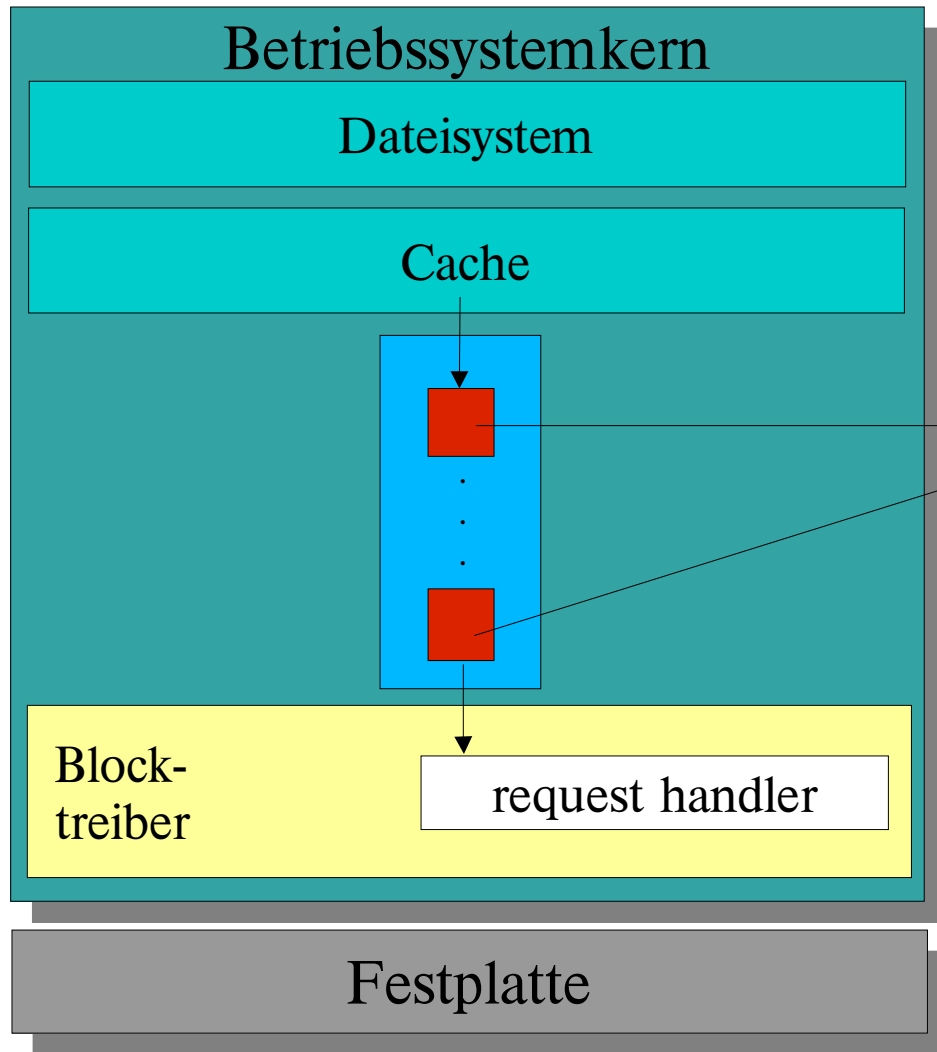 Betriebssystemkern
Dateisystem
Cache
.
.
.
Block-
treiber
request handler
Festplatte